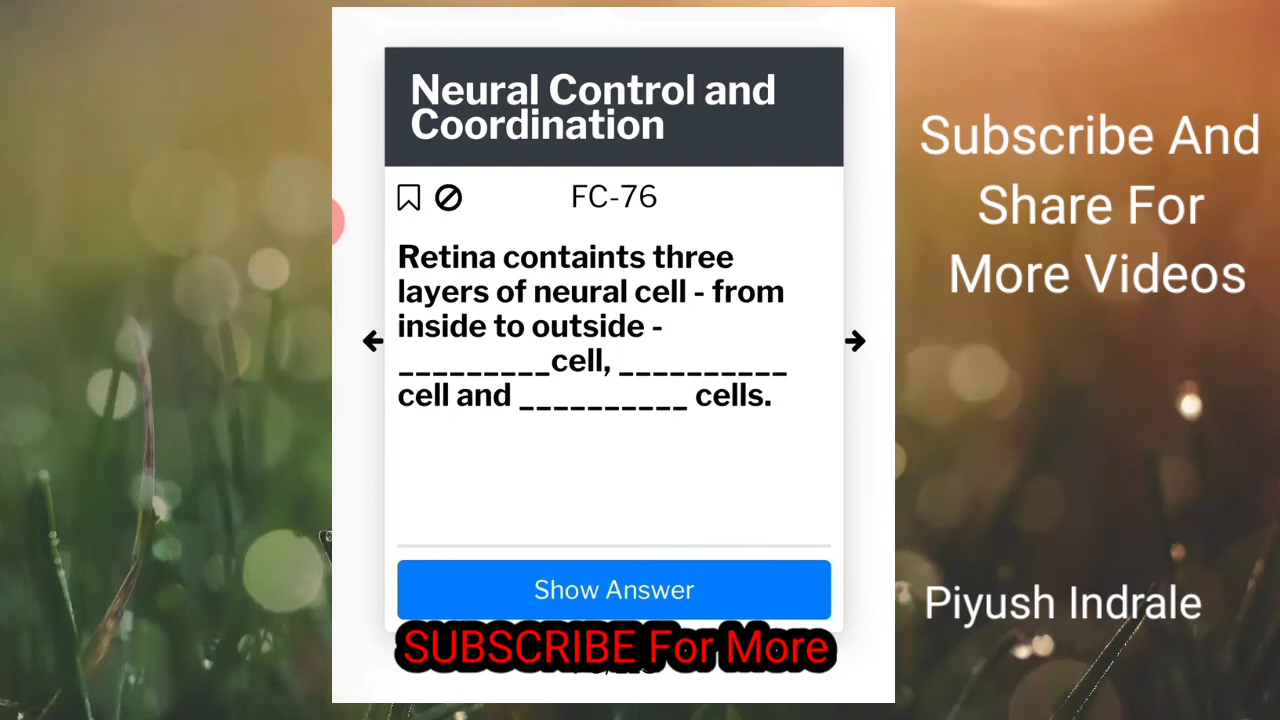 Neural Control and
Coordination
FC-76
Retina containts three
layers of neural cell - from
inside to outside -
_________cell, __________
cell and __________ cells.
Show Answer
SUBSCRIBE For More
Subscribe And
Share For
More Videos
Piyush Indrale